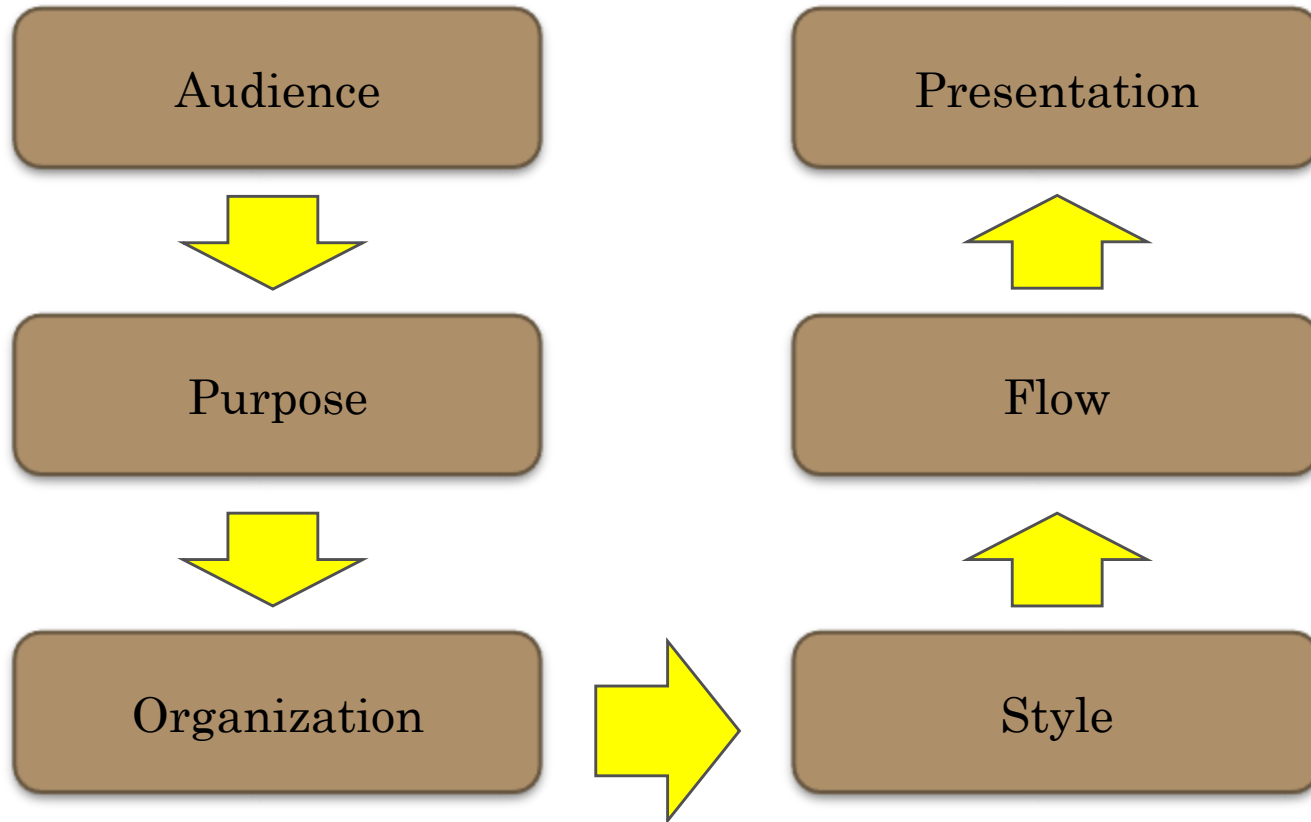 Audience
Purpose
Organization
Style
Flow
Presentation